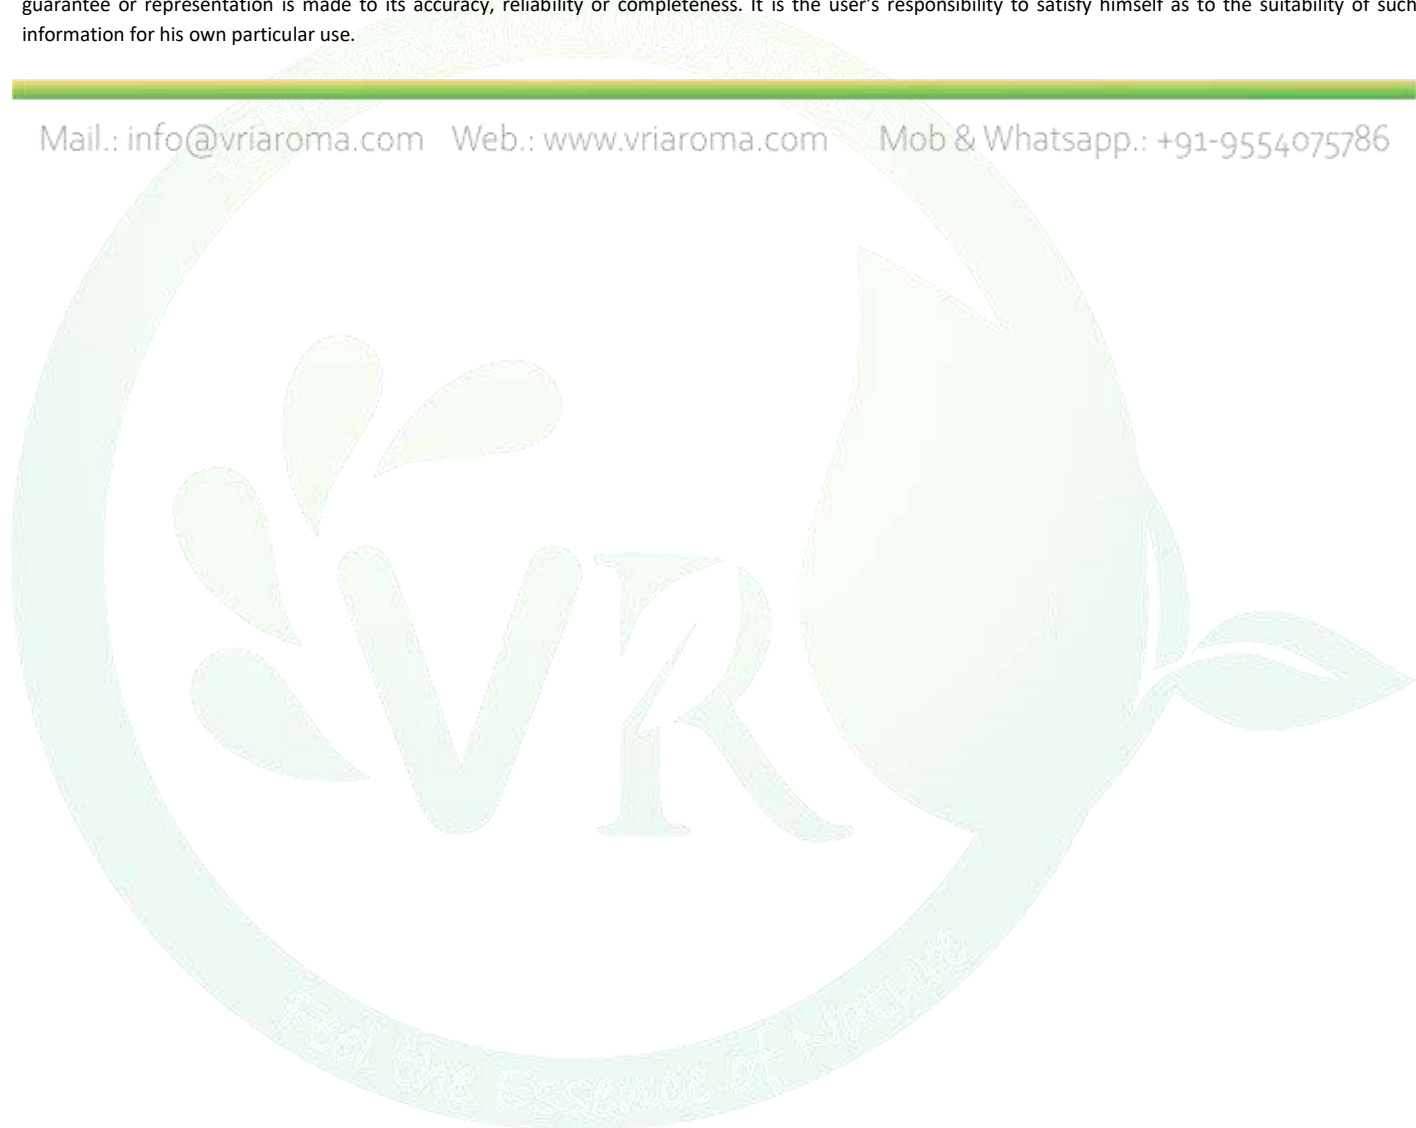 guarantee or representation is made to its accuracy, reliability or completeness. It is the user's responsibility to satisfy himself as to the suitability of such
information for his own particular use.
Mail.: info@vriaroma.com Web.: www.vriaroma.com Mob & Whatsapp.: +91-9554075786
VR
Feel the Essence of Nature